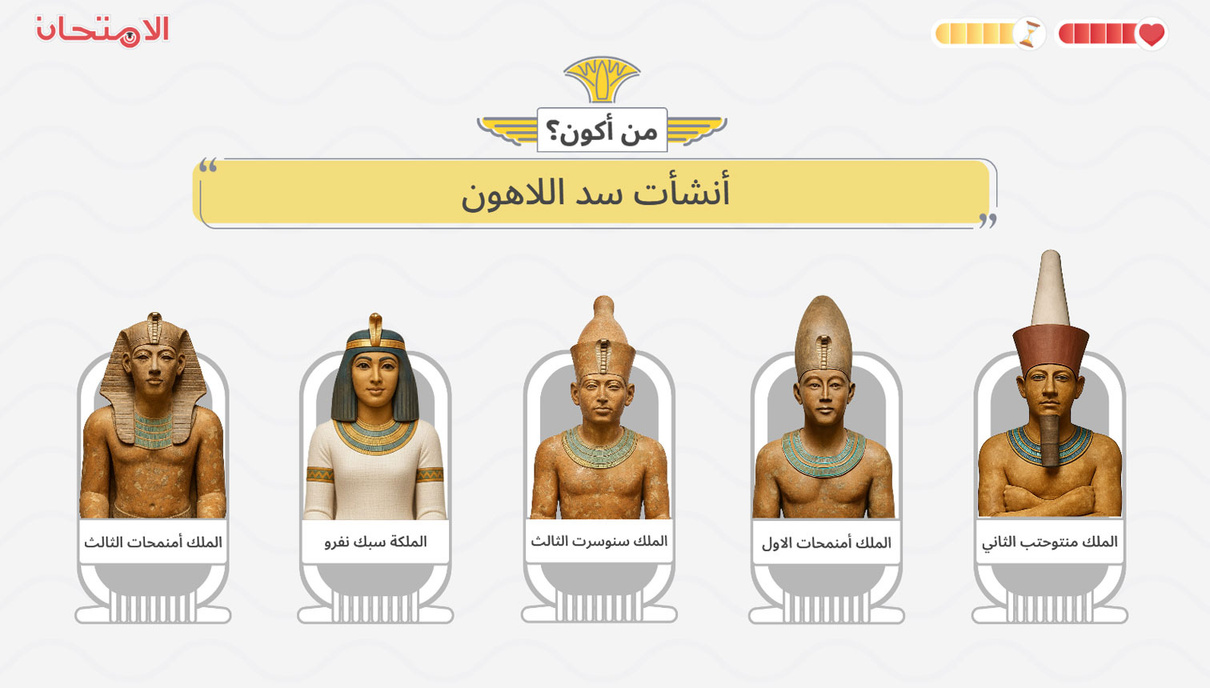 الامتحان
من أكون؟
أنشأت سد اللاهون
الملك منتوحتب الثاني
الملك أمنمحات الاول
الملك سنوسرت الثالث
الملكة سبك نفرو
الملك أمنمحات الثالث